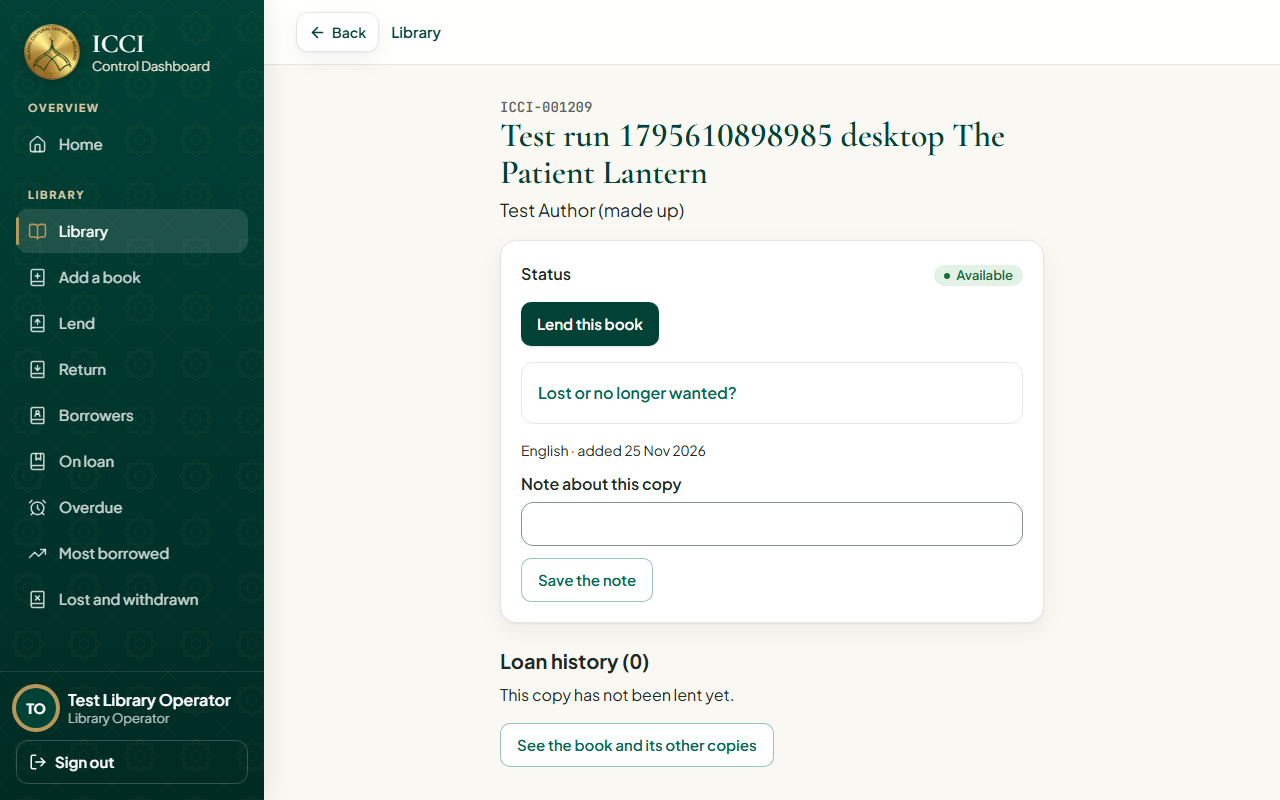 ICCI
Control Dashboard
OVERVIEW
Home
LIBRARY
Library
Add a book
Lend
Return
Borrowers
On loan
Overdue
Most borrowed
Lost and withdrawn
TO
Test Library Operator
Library Operator
Sign out
Back
Library
ICCI-001209
Test run 1795610898985 desktop The
Patient Lantern
Test Author (made up)
Status
Available
Lend this book
Lost or no longer wanted?
English · added 25 Nov 2026
Note about this copy
Save the note
Loan history (0)
This copy has not been lent yet.
See the book and its other copies